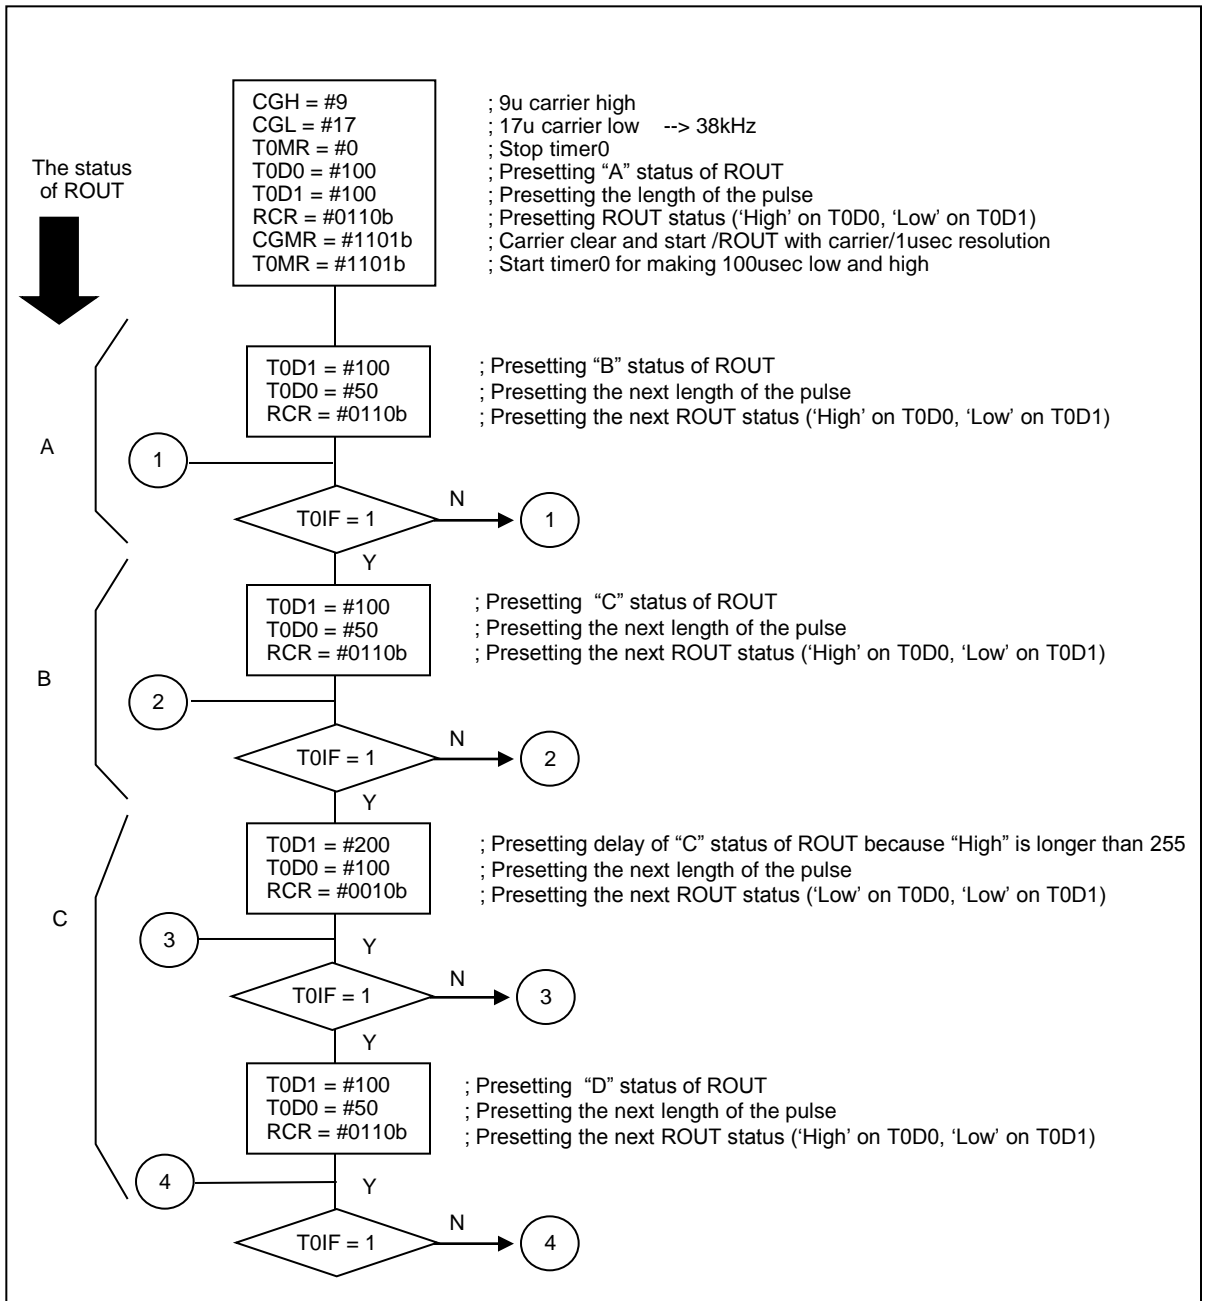 CGH = #9 ; 9u carrier high
CGL = #17 ; 17u carrier low --> 38kHz
T0MR = #0 ; Stop timer0
T0D0 = #100 ; Presetting “A” status of ROUT
T0D1 = #100 ; Presetting the length of the pulse
RCR = #0110b ; Presetting ROUT status (‘High’ on T0D0, ‘Low’ on T0D1)
CGMR = #1101b ; Carrier clear and start /ROUT with carrier/1usec resolution
T0MR = #1101b ; Start timer0 for making 100usec low and high
The status
of ROUT
T0D1 = #100 ; Presetting “B” status of ROUT
T0D0 = #50 ; Presetting the next length of the pulse
RCR = #0110b ; Presetting the next ROUT status (‘High’ on T0D0, ‘Low’ on T0D1)
A
1
T0IF = 1
N
1
Y
T0D1 = #100 ; Presetting “C” status of ROUT
T0D0 = #50 ; Presetting the next length of the pulse
RCR = #0110b ; Presetting the next ROUT status (‘High’ on T0D0, ‘Low’ on T0D1)
B
2
T0IF = 1
N
2
Y
T0D1 = #200 ; Presetting delay of “C” status of ROUT because “High” is longer than 255
T0D0 = #100 ; Presetting the next length of the pulse
RCR = #0010b ; Presetting the next ROUT status (‘Low’ on T0D0, ‘Low’ on T0D1)
C
3
Y
T0IF = 1
N
3
Y
T0D1 = #100 ; Presetting “D” status of ROUT
T0D0 = #50 ; Presetting the next length of the pulse
RCR = #0110b ; Presetting the next ROUT status (‘High’ on T0D0, ‘Low’ on T0D1)
4
Y
T0IF = 1
N
4